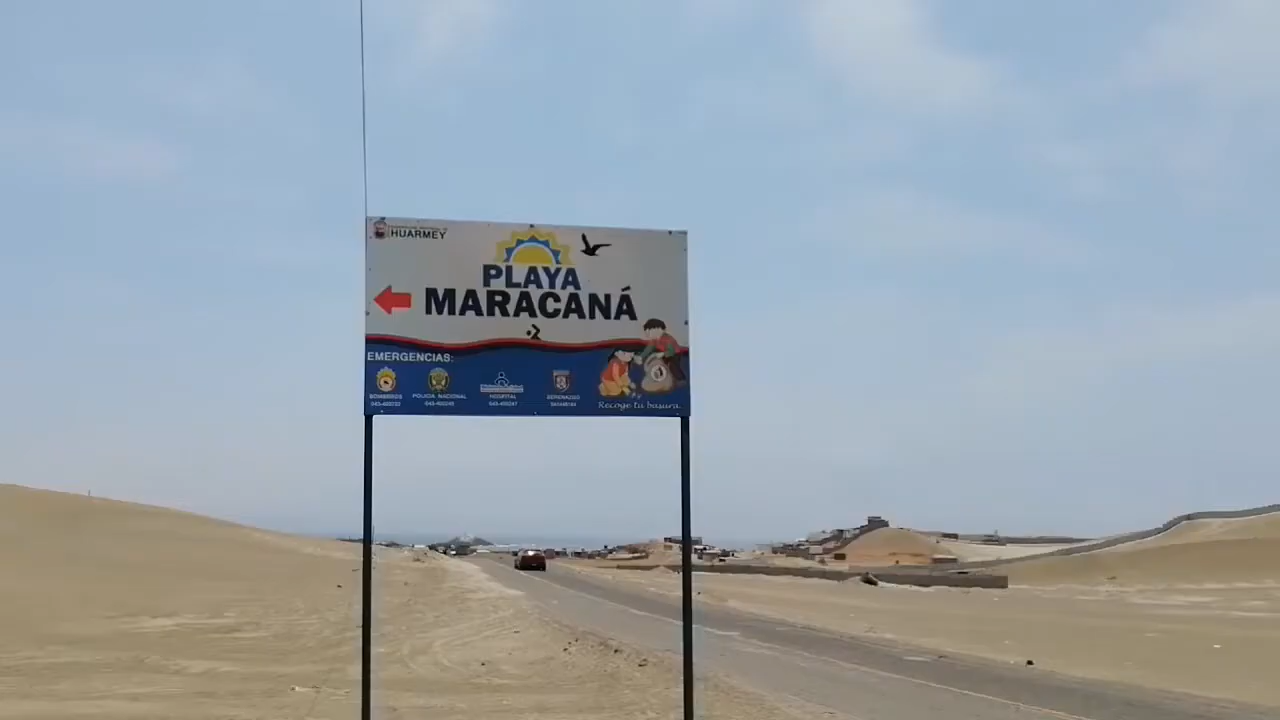 HUARMEY
PLAYA
MARACANÁ
EMERGENCIAS:
BOMBEROS
POLICIA NACIONAL
HOSPITAL
SERENAZGO
Recoge tu basura.